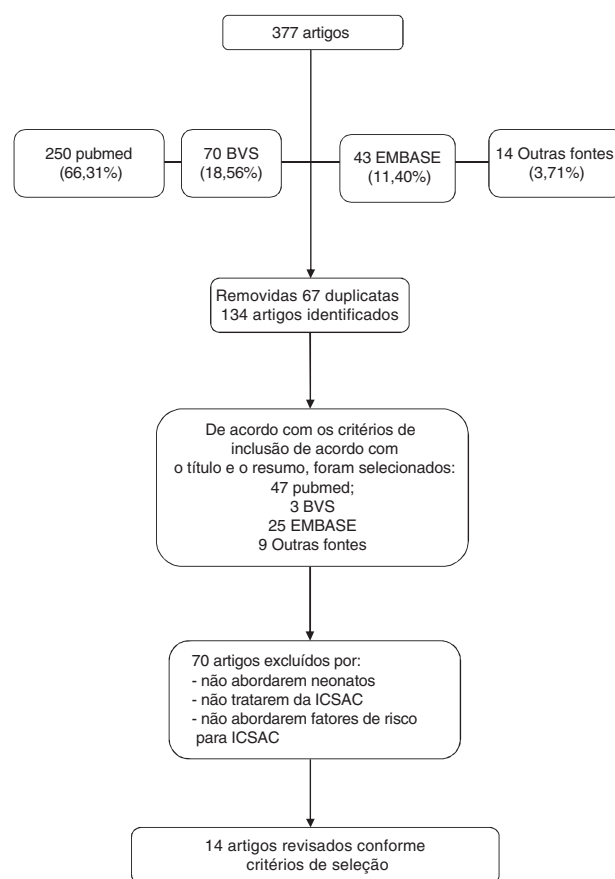 377 artigos
250 pubmed
(66,31%)
70 BVS
(18,56%)
43 EMBASE
(11,40%)
14 Outras fontes
(3,71%)
Removidas 67 duplicatas
134 artigos identificados
De acordo com os critérios de
inclusão de acordo com
o título e o resumo, foram selecionados:
47 pubmed;
3 BVS
25 EMBASE
9 Outras fontes
70 artigos excluídos por:
- não abordarem neonatos
- não tratarem da ICSAC
- não abordarem fatores de risco
para ICSAC
14 artigos revisados conforme
critérios de seleção